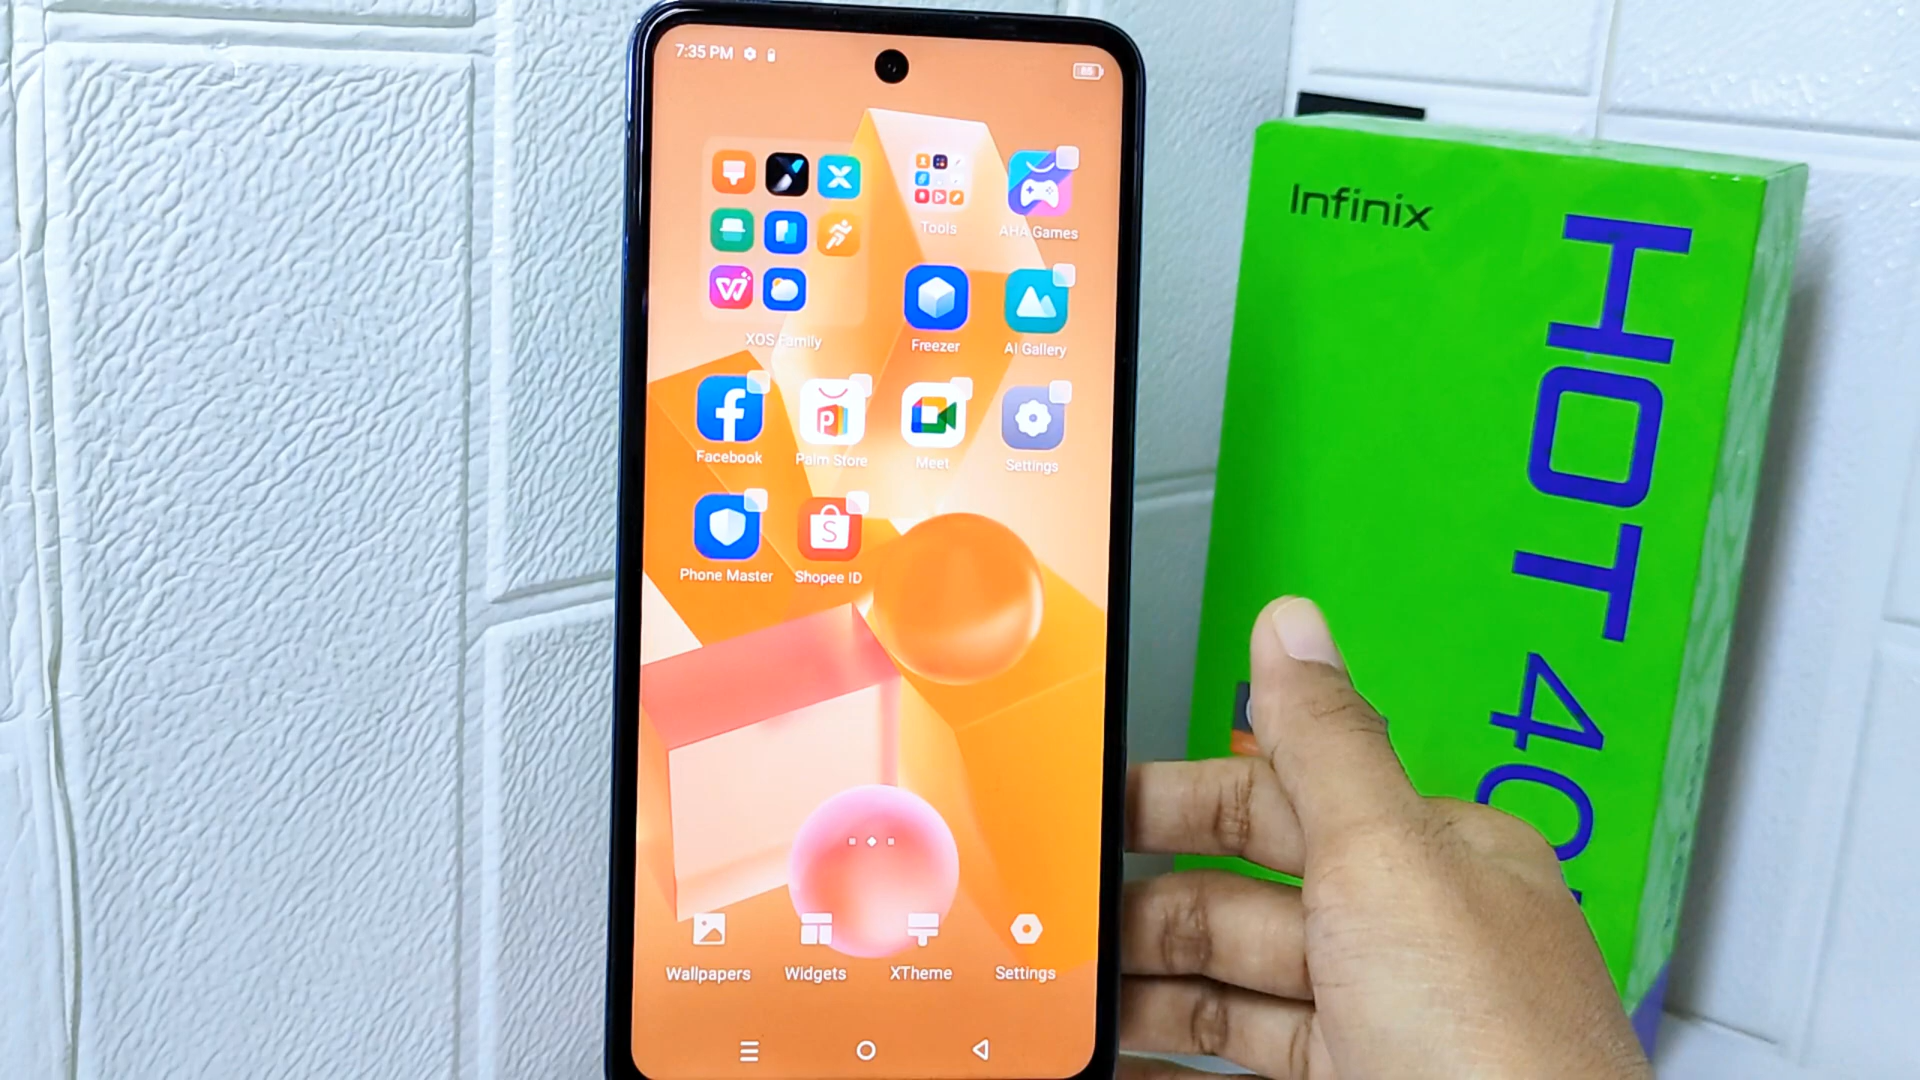 7:35 PM
85
Tools
AHA Games
XOS Family
Freezer
AI Gallery
Facebook
Palm Store
Meet
Settings
Phone Master
Shopee ID
Wallpapers
Widgets
XTheme
Settings
Infinix
HOT 40